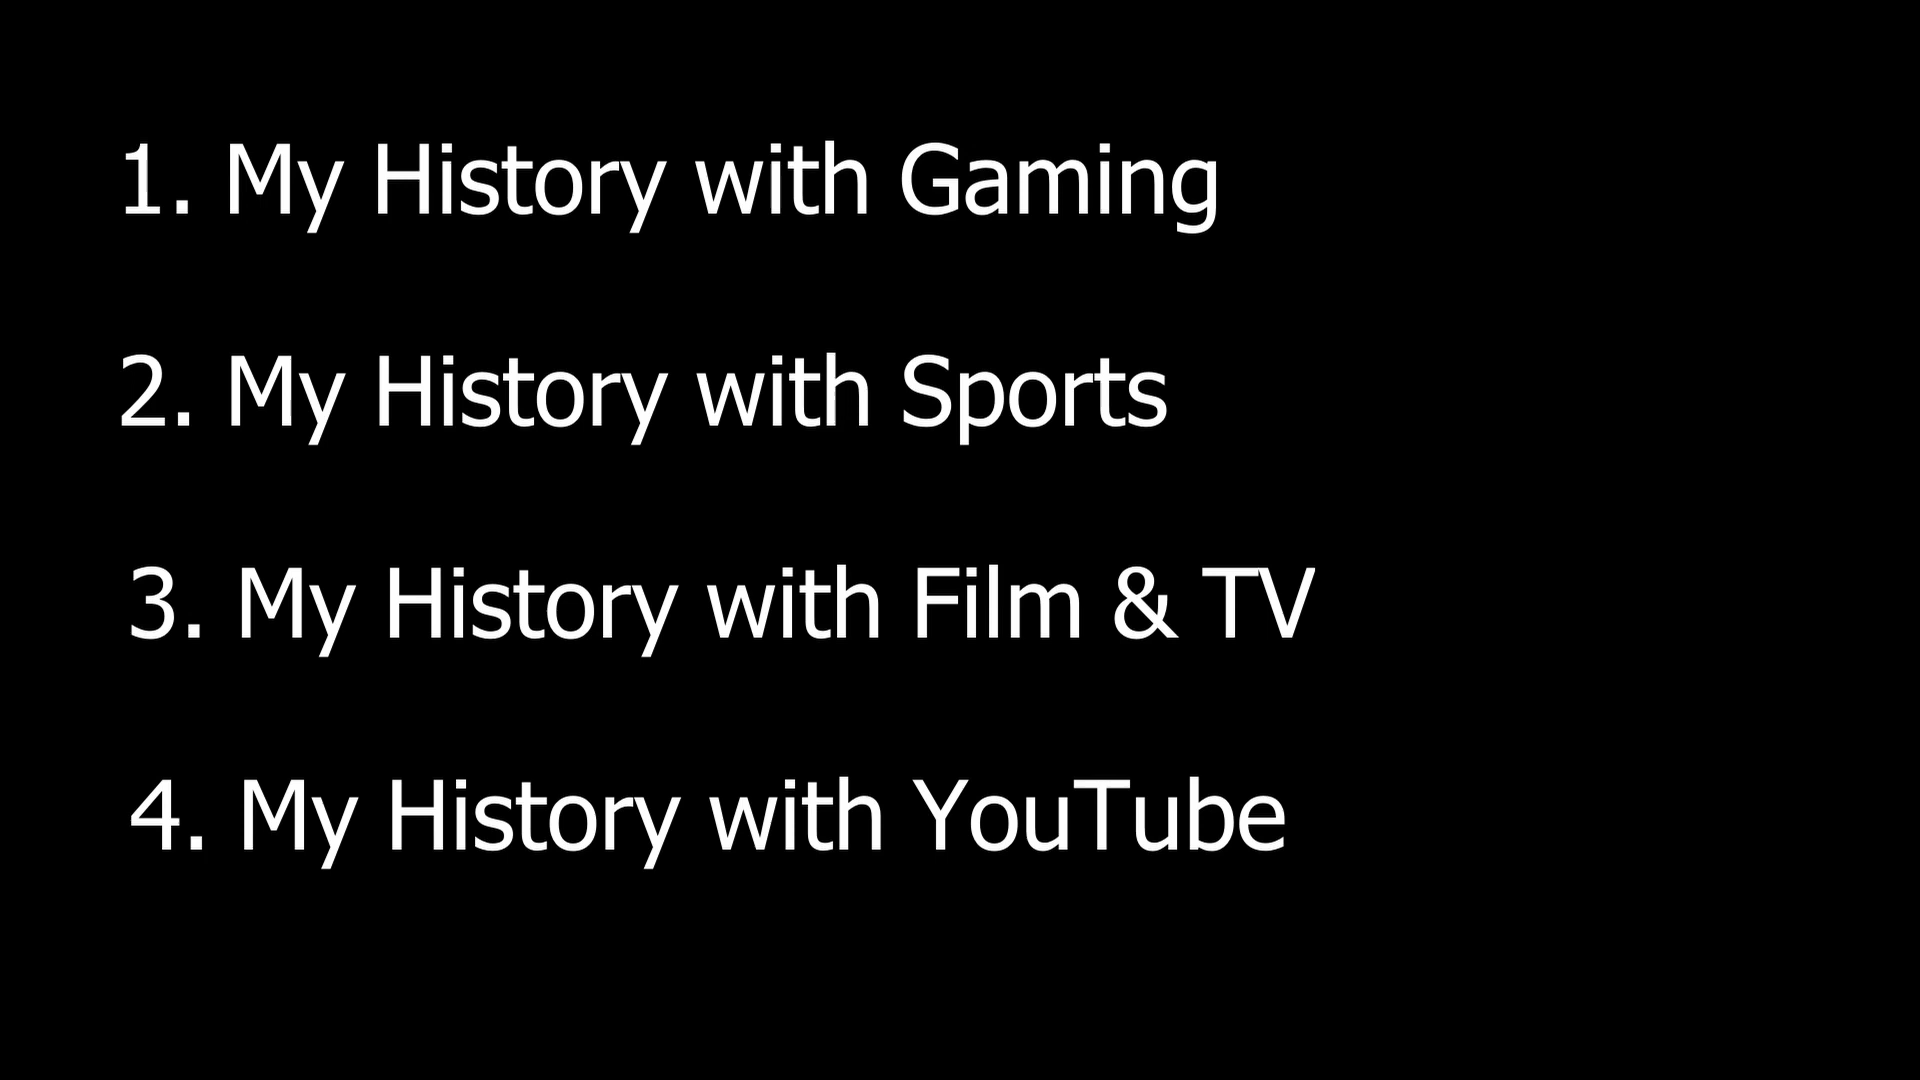 1. My History with Gaming
2. My History with Sports
3. My History with Film & TV
4. My History with YouTube